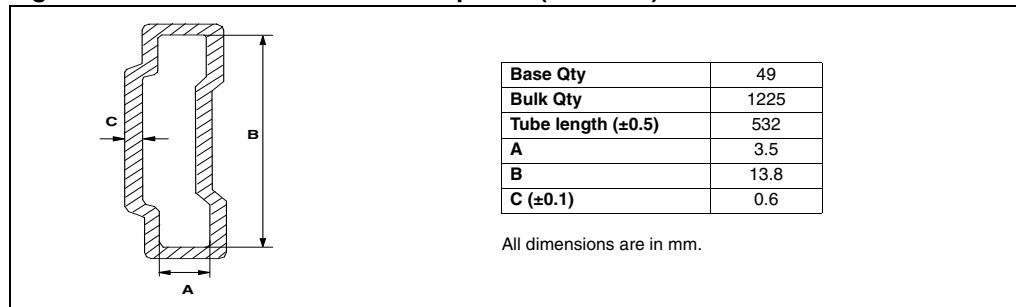 C
B
A
Base Qty 49
Bulk Qty 1225
Tube length (±0.5) 532
A 3.5
B 13.8
C (±0.1) 0.6
All dimensions are in mm.